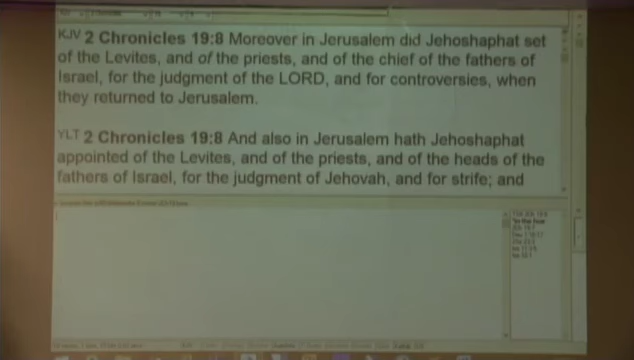 KJV 2 Chronicles 19:8 Moreover in Jerusalem did Jehoshaphat set
of the Levites, and of the priests, and of the chief of the fathers of
Israel, for the judgment of the LORD, and for controversies, when
they returned to Jerusalem.
YLT 2 Chronicles 19:8 And also in Jerusalem hath Jehoshaphat
appointed of the Levites, and of the priests, and of the heads of the
fathers of Israel, for the judgment of Jehovah, and for strife; and